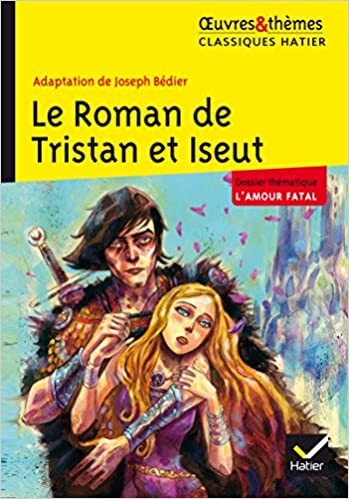 Œuvres&thèmes
CLASSIQUES HATIER
Adaptation de Joseph Bédier
Le Roman de
Tristan et Iseut
Dossier thématique
L'AMOUR FATAL
Hatier